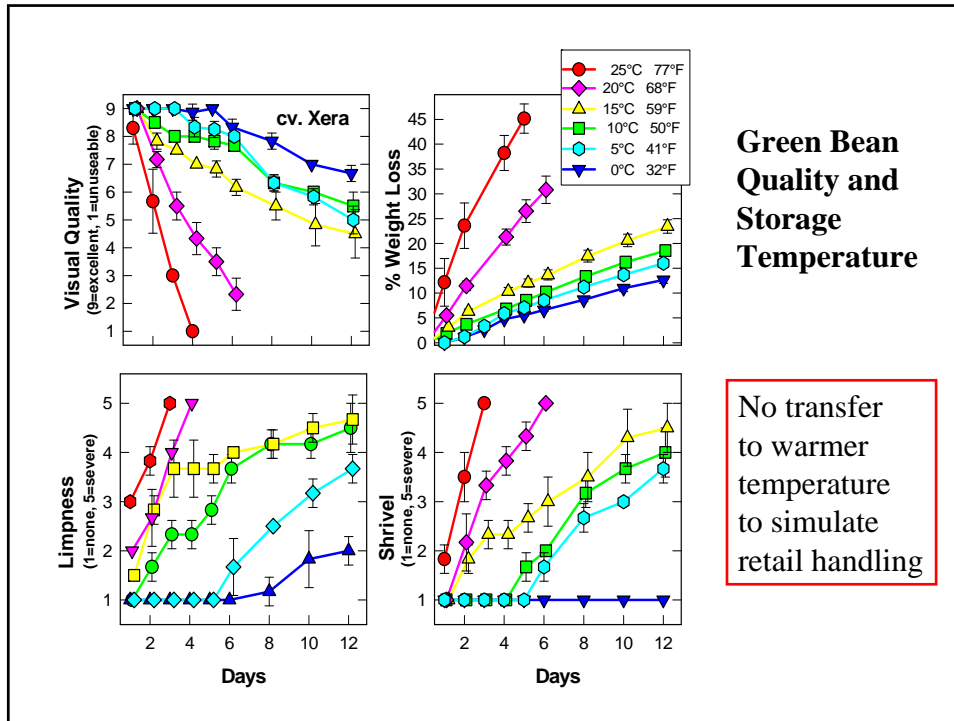 25°C 77°F
20°C 68°F
15°C 59°F
10°C 50°F
5°C 41°F
0°C 32°F
cv. Xera
Visual Quality
(9=excellent, 1=unuseable)
9
8
7
6
5
4
3
2
1
% Weight Loss
45
40
35
30
25
20
15
10
5
0
Green Bean
Quality and
Storage
Temperature
Limpness
(1=none, 5=severe)
5
4
3
2
1
2 4 6 8 10 12
Days
Shrivel
(1=none, 5=severe)
5
4
3
2
1
2 4 6 8 10 12
Days
No transfer
to warmer
temperature
to simulate
retail handling